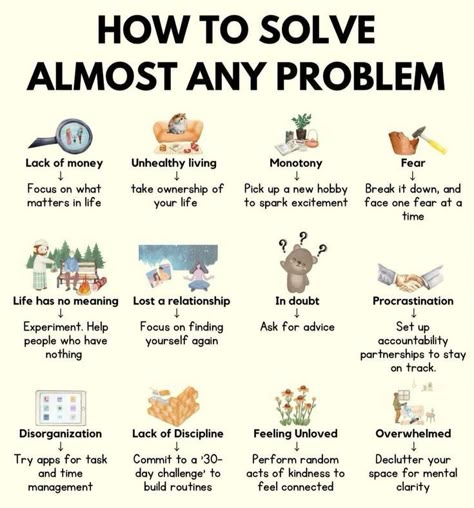 HOW TO SOLVE
ALMOST ANY PROBLEM
Lack of money
↓
Focus on what
matters in life
Unhealthy living
↓
take ownership of
your life
Monotony
↓
Pick up a new hobby
to spark excitement
Fear
↓
Break it down, and
face one fear at a
time
Life has no meaning
↓
Experiment. Help
people who have
nothing
Lost a relationship
↓
Focus on finding
yourself again
? ? ?
In doubt
↓
Ask for advice
Procrastination
↓
Set up
accountability
partnerships to stay
on track.
Disorganization
↓
Try apps for task
and time
management
Lack of Discipline
↓
Commit to a '30-
day challenge' to
build routines
Feeling Unloved
↓
Perform random
acts of kindness to
feel connected
Overwhelmed
↓
Declutter your
space for mental
clarity